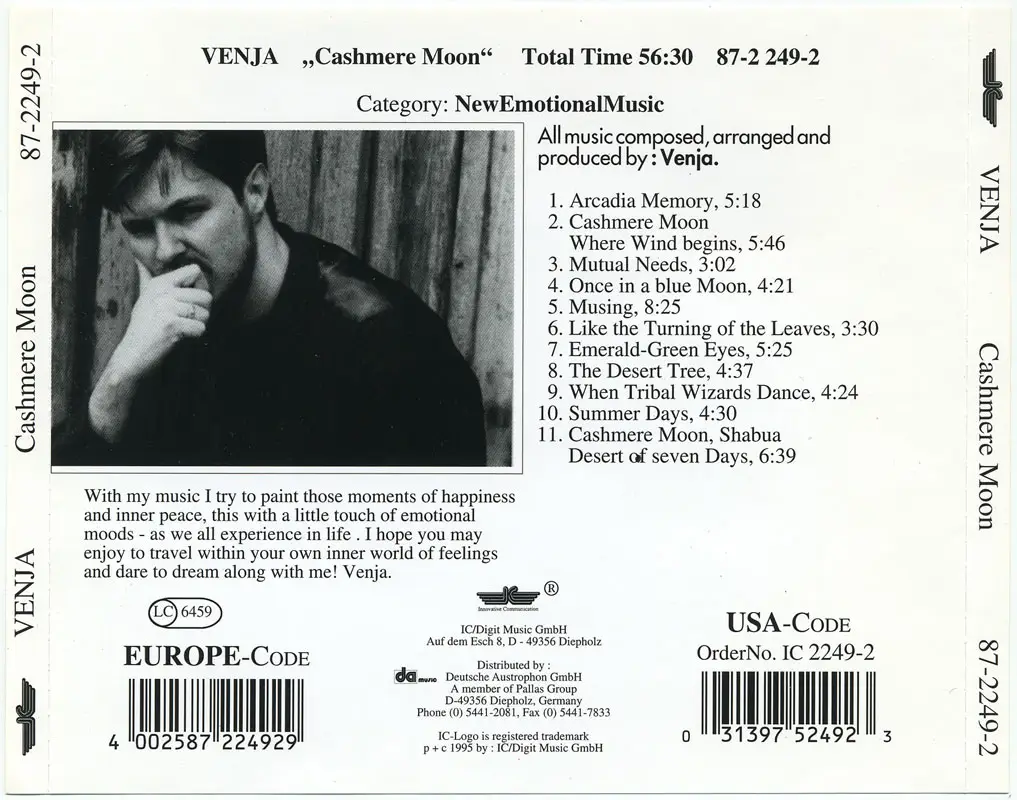 VENJA „Cashmere Moon“ Total Time 56:30 87-2 249-2
Category: NewEmotionalMusic
All music composed, arranged and
produced by : Venja.
1. Arcadia Memory, 5:18
2. Cashmere Moon
Where Wind begins, 5:46
3. Mutual Needs, 3:02
4. Once in a blue Moon, 4:21
5. Musing, 8:25
6. Like the Turning of the Leaves, 3:30
7. Emerald-Green Eyes, 5:25
8. The Desert Tree, 4:37
9. When Tribal Wizards Dance, 4:24
10. Summer Days, 4:30
11. Cashmere Moon, Shabua
Desert of seven Days, 6:39
With my music I try to paint those moments of happiness
and inner peace, this with a little touch of emotional
moods - as we all experience in life . I hope you may
enjoy to travel within your own inner world of feelings
and dare to dream along with me! Venja.
LC 6459
EUROPE-CODE
4 002587 224929
IC ®
Innovative Communication
IC/Digit Music GmbH
Auf dem Esch 8, D - 49356 Diepholz
Distributed by :
da music Deutsche Austrophon GmbH
A member of Pallas Group
D-49356 Diepholz, Germany
Phone (0) 5441-2081, Fax (0) 5441-7833
IC-Logo is registered trademark
p + c 1995 by : IC/Digit Music GmbH
USA-CODE
OrderNo. IC 2249-2
0 31397 52492 3
VENJA Cashmere Moon 87-2249-2
IC VENJA Cashmere Moon 87-2249-2